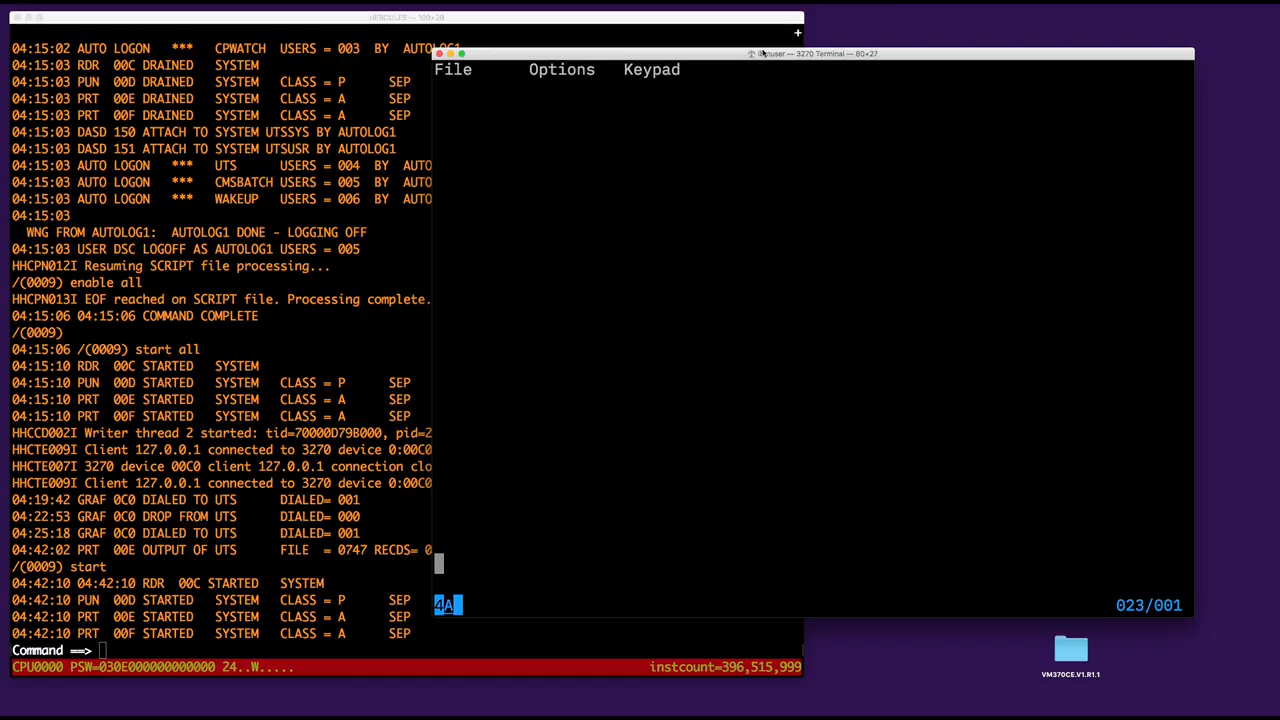 HERCULES — 100×39
04:15:02 AUTO LOGON   ***   CPWATCH  USERS = 003  BY  AUTOLOG1
04:15:03 RDR  00C DRAINED   SYSTEM
04:15:03 PUN  00D DRAINED   SYSTEM   CLASS = P      SEP
04:15:03 PRT  00E DRAINED   SYSTEM   CLASS = A      SEP
04:15:03 PRT  00F DRAINED   SYSTEM   CLASS = A      SEP
04:15:03 DASD 150 ATTACH TO SYSTEM UTSSYS BY AUTOLOG1
04:15:03 DASD 151 ATTACH TO SYSTEM UTSUSR BY AUTOLOG1
04:15:03 AUTO LOGON   ***   UTS      USERS = 004  BY  AUTO
04:15:03 AUTO LOGON   ***   CMSBATCH USERS = 005  BY  AUTO
04:15:03 AUTO LOGON   ***   WAKEUP   USERS = 006  BY  AUTO
04:15:03
WNG FROM AUTOLOG1:  AUTOLOG1 DONE - LOGGING OFF
04:15:03 USER DSC LOGOFF AS AUTOLOG1 USERS = 005
HHCPN012I Resuming SCRIPT file processing...
/(0009) enable all
HHCPN013I EOF reached on SCRIPT file. Processing complete.
04:15:06 04:15:06 COMMAND COMPLETE
/(0009)
04:15:06 /(0009) start all
04:15:10 RDR  00C STARTED   SYSTEM
04:15:10 PUN  00D STARTED   SYSTEM   CLASS = P      SEP
04:15:10 PRT  00E STARTED   SYSTEM   CLASS = A      SEP
04:15:10 PRT  00F STARTED   SYSTEM   CLASS = A      SEP
HHCCD002I Writer thread 2 started: tid=70000D79B000, pid=2
HHCTE009I Client 127.0.0.1 connected to 3270 device 0:00C0
HHCTE007I 3270 device 00C0 client 127.0.0.1 connection clo
HHCTE009I Client 127.0.0.1 connected to 3270 device 0:00C0
04:19:42 GRAF 0C0 DIALED TO UTS      DIALED= 001
04:22:53 GRAF 0C0 DROP FROM UTS      DIALED= 000
04:25:18 GRAF 0C0 DIALED TO UTS      DIALED= 001
04:42:02 PRT  00E OUTPUT OF UTS      FILE  = 0747 RECDS= 0
/(0009) start
04:42:10 04:42:10 RDR  00C STARTED   SYSTEM
04:42:10 PUN  00D STARTED   SYSTEM   CLASS = P      SEP
04:42:10 PRT  00E STARTED   SYSTEM   CLASS = A      SEP
04:42:10 PRT  00F STARTED   SYSTEM   CLASS = A      SEP
Command ==>
CPU0000 PSW=030E000000000000 24..W..... instcount=396,515,999
— 3270 Terminal — 80×27
File      Options   Keypad
4A 023/001
VM370CE.V1.R1.1